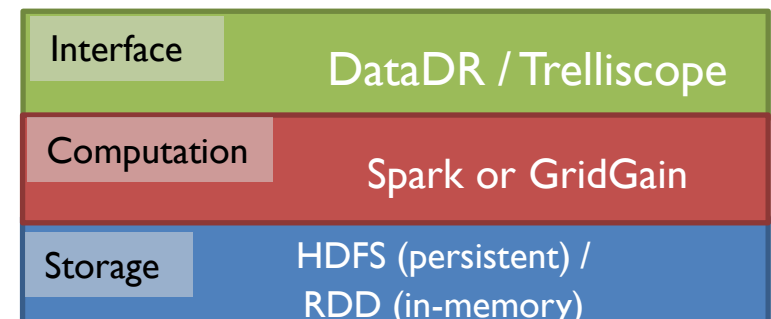 Interface
DataDR / Trelliscope
Computation
Spark or GridGain
Storage
HDFS (persistent) /
RDD (in-memory)